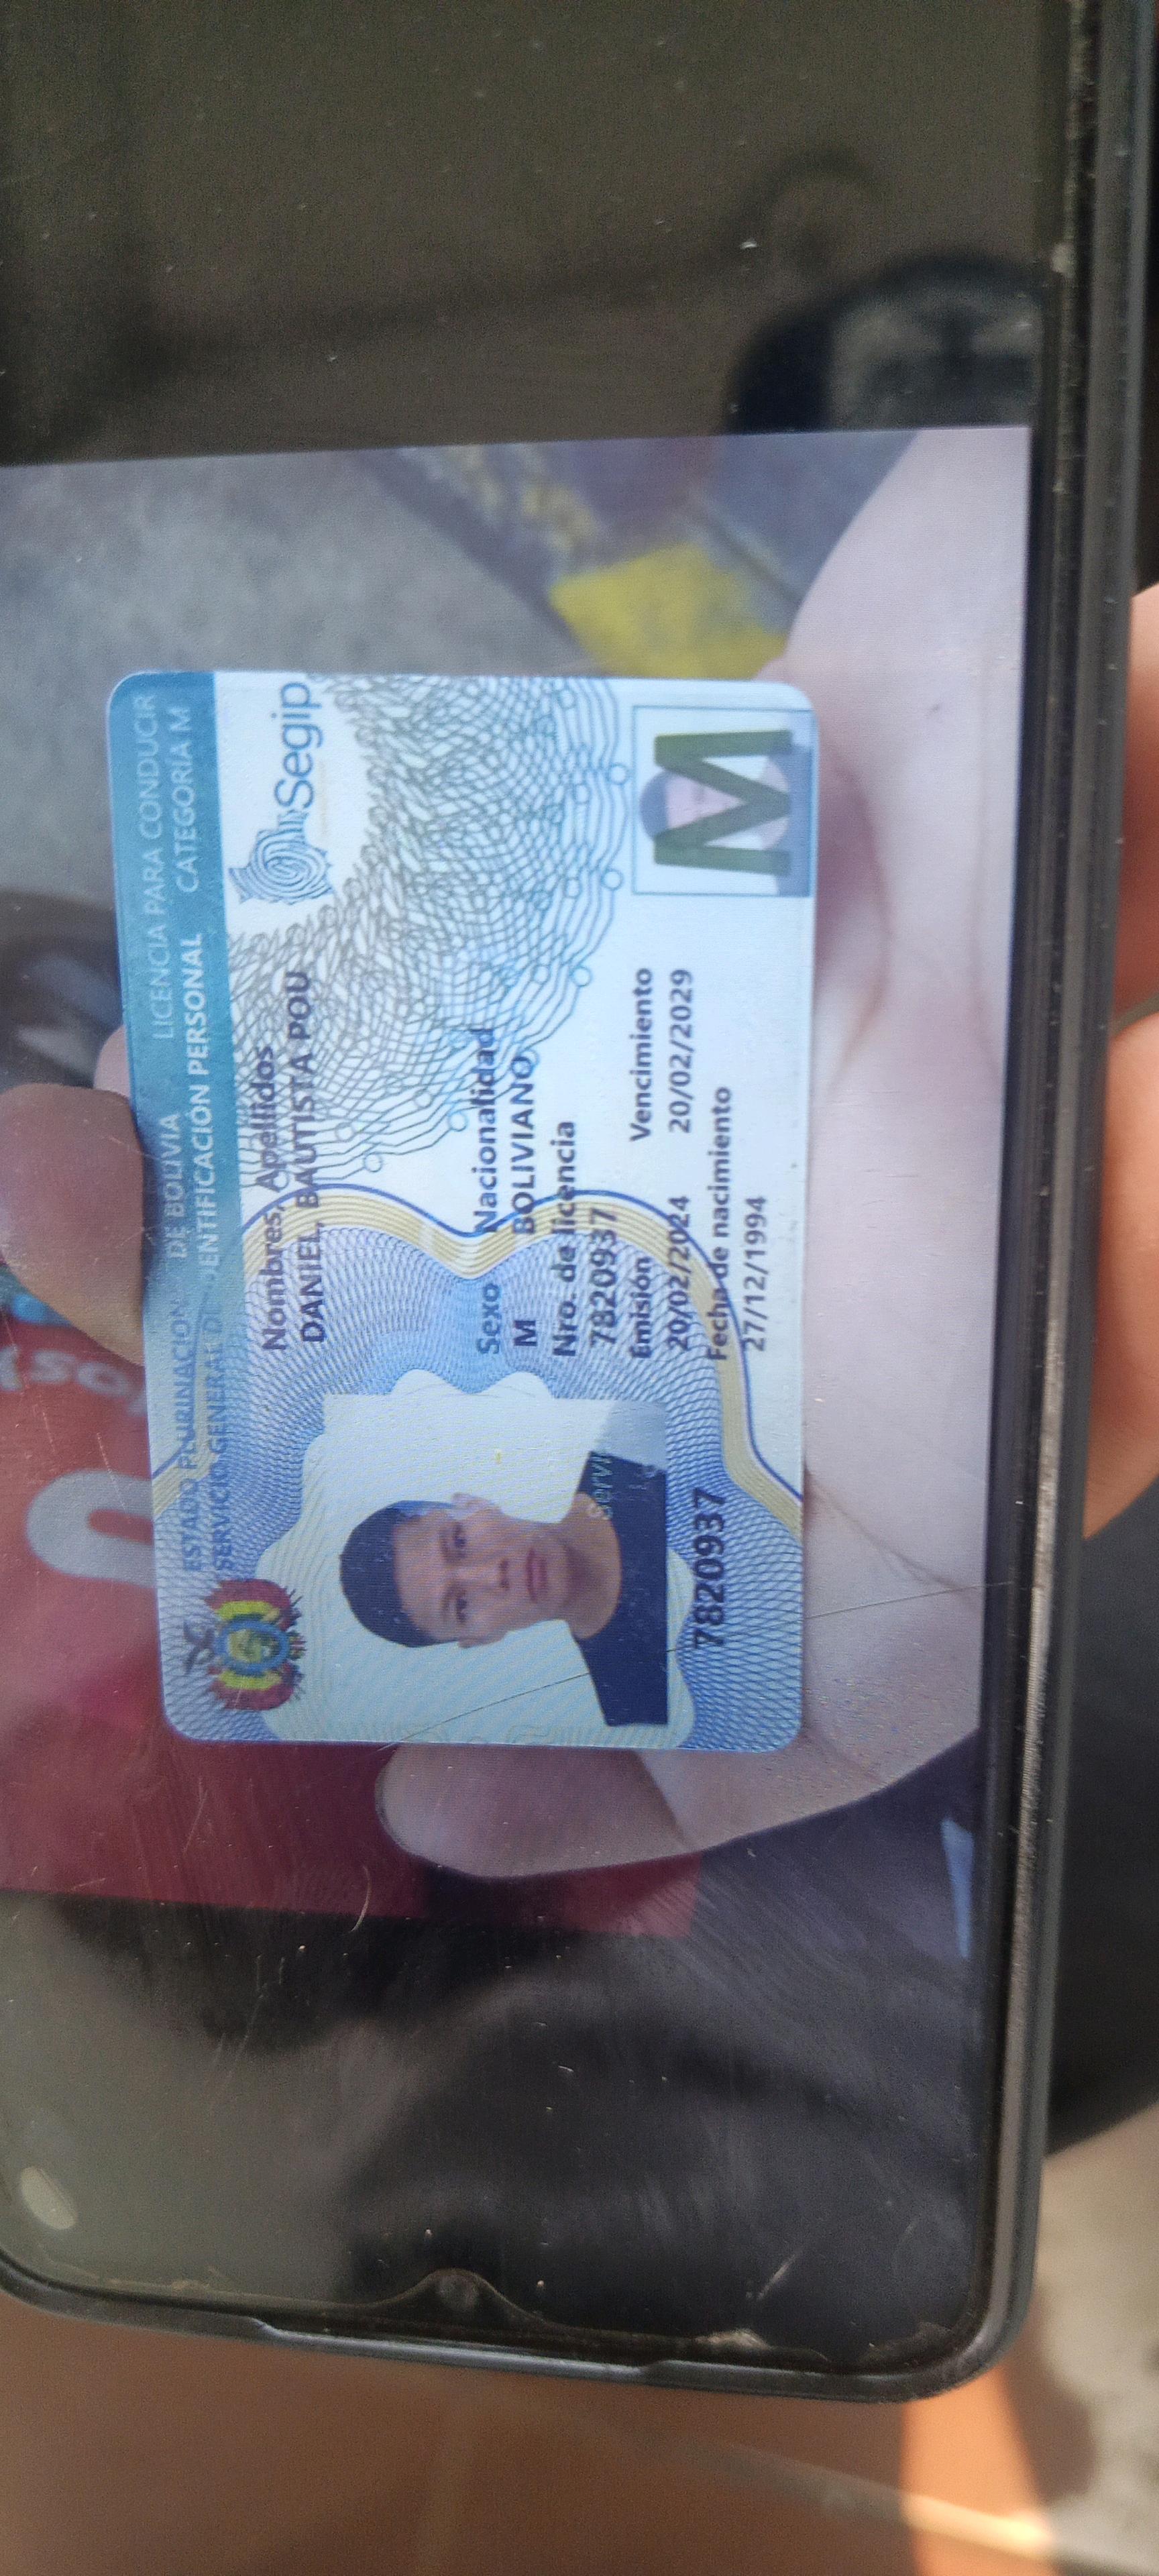 ESTADO PLURINACION DE BOLIVIA
SERVICIO GENERAL DE IDENTIFICACIÓN PERSONAL
LICENCIA PARA CONDUCIR
CATEGORÍA M
Segip
Nombres, Apellidos
DANIEL BAUTISTA POU
Sexo Nacionalidad
M BOLIVIANO
Nro. de licencia
7820937
Emisión Vencimiento
20/02/2024 20/02/2029
Fecha de nacimiento
27/12/1994
7820937
M